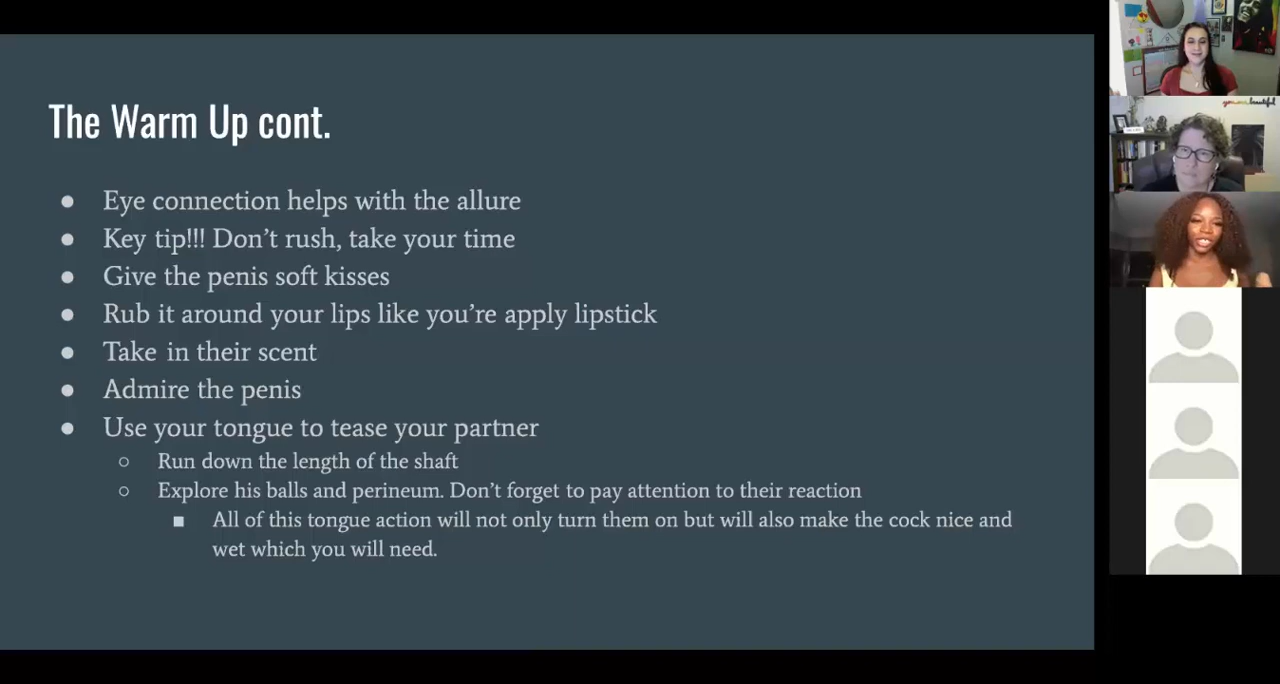 The Warm Up cont.
● Eye connection helps with the allure
● Key tip!!! Don't rush, take your time
● Give the penis soft kisses
● Rub it around your lips like you're apply lipstick
● Take in their scent
● Admire the penis
● Use your tongue to tease your partner
○ Run down the length of the shaft
○ Explore his balls and perineum. Don't forget to pay attention to their reaction
■ All of this tongue action will not only turn them on but will also make the cock nice and
wet which you will need.